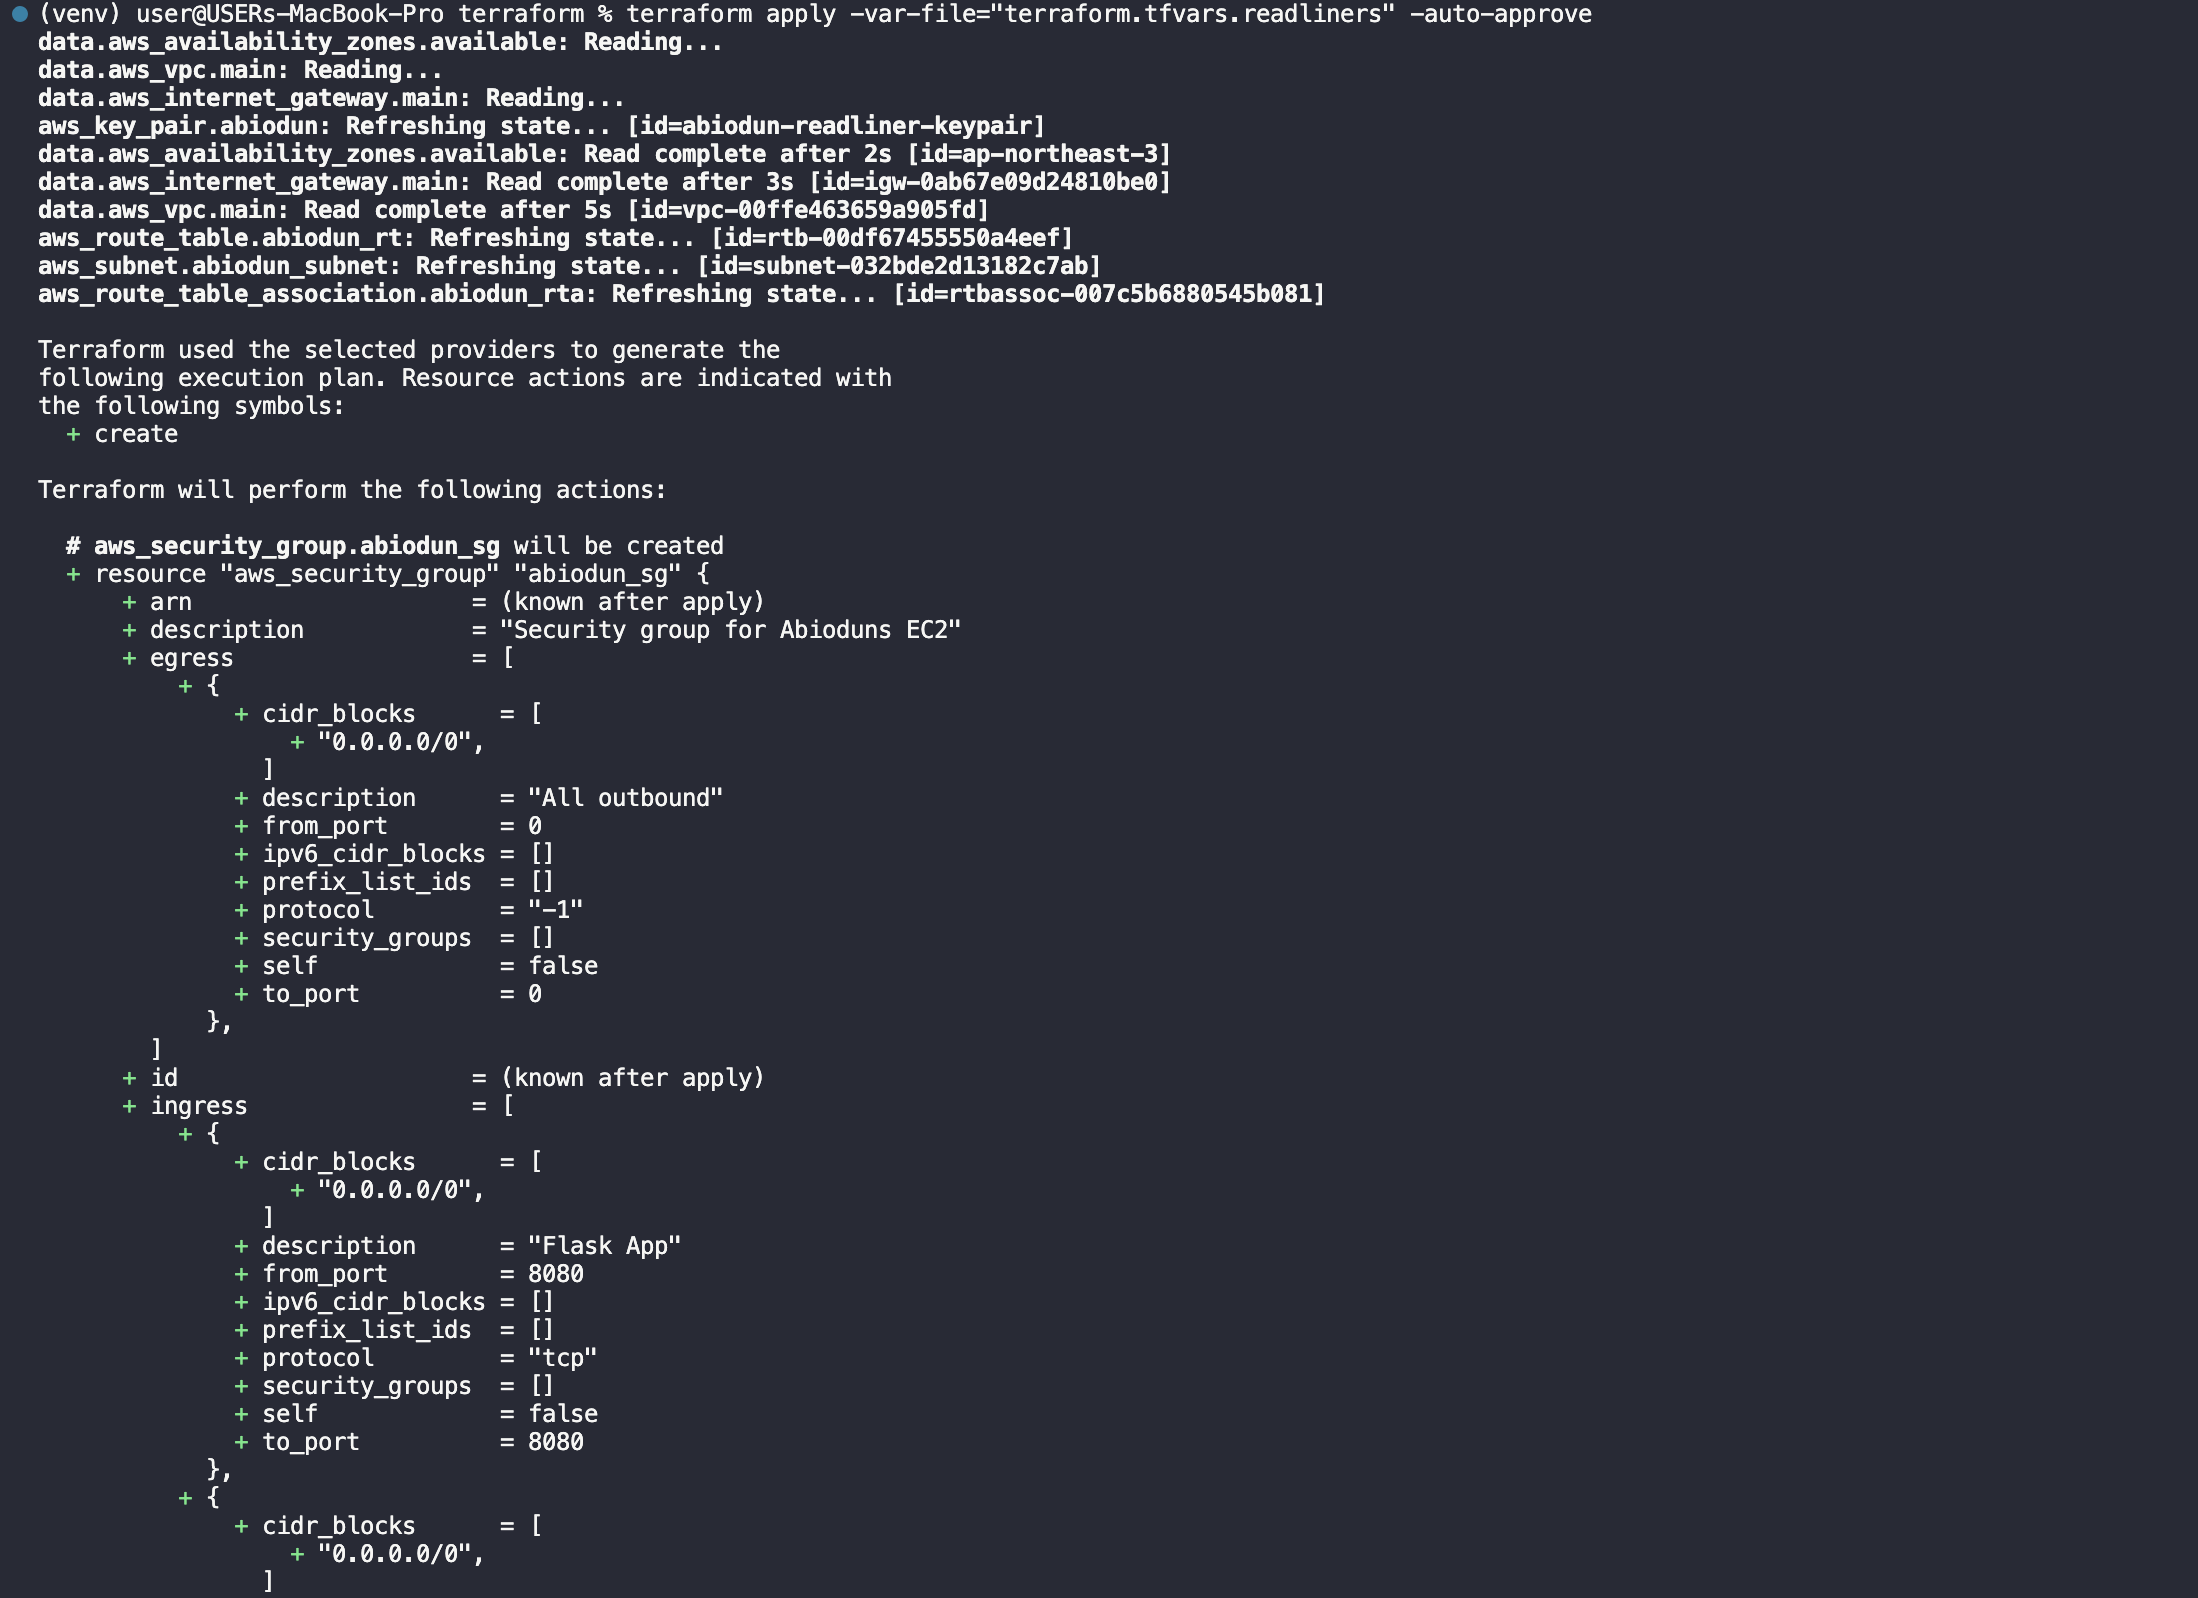 (venv) user@USERs-MacBook-Pro terraform % terraform apply -var-file="terraform.tfvars.readliners" -auto-approve
data.aws_availability_zones.available: Reading...
data.aws_vpc.main: Reading...
data.aws_internet_gateway.main: Reading...
aws_key_pair.abiodun: Refreshing state... [id=abiodun-readliner-keypair]
data.aws_availability_zones.available: Read complete after 2s [id=ap-northeast-3]
data.aws_internet_gateway.main: Read complete after 3s [id=igw-0ab67e09d24810be0]
data.aws_vpc.main: Read complete after 5s [id=vpc-00ffe463659a905fd]
aws_route_table.abiodun_rt: Refreshing state... [id=rtb-00df67455550a4eef]
aws_subnet.abiodun_subnet: Refreshing state... [id=subnet-032bde2d13182c7ab]
aws_route_table_association.abiodun_rta: Refreshing state... [id=rtbassoc-007c5b6880545b081]

Terraform used the selected providers to generate the
following execution plan. Resource actions are indicated with
the following symbols:
  + create

Terraform will perform the following actions:

  # aws_security_group.abiodun_sg will be created
  + resource "aws_security_group" "abiodun_sg" {
      + arn                    = (known after apply)
      + description            = "Security group for Abioduns EC2"
      + egress                 = [
          + {
              + cidr_blocks      = [
                  + "0.0.0.0/0",
                ]
              + description      = "All outbound"
              + from_port        = 0
              + ipv6_cidr_blocks = []
              + prefix_list_ids  = []
              + protocol         = "-1"
              + security_groups  = []
              + self             = false
              + to_port          = 0
            },
        ]
      + id                     = (known after apply)
      + ingress                = [
          + {
              + cidr_blocks      = [
                  + "0.0.0.0/0",
                ]
              + description      = "Flask App"
              + from_port        = 8080
              + ipv6_cidr_blocks = []
              + prefix_list_ids  = []
              + protocol         = "tcp"
              + security_groups  = []
              + self             = false
              + to_port          = 8080
            },
          + {
              + cidr_blocks      = [
                  + "0.0.0.0/0",
                ]